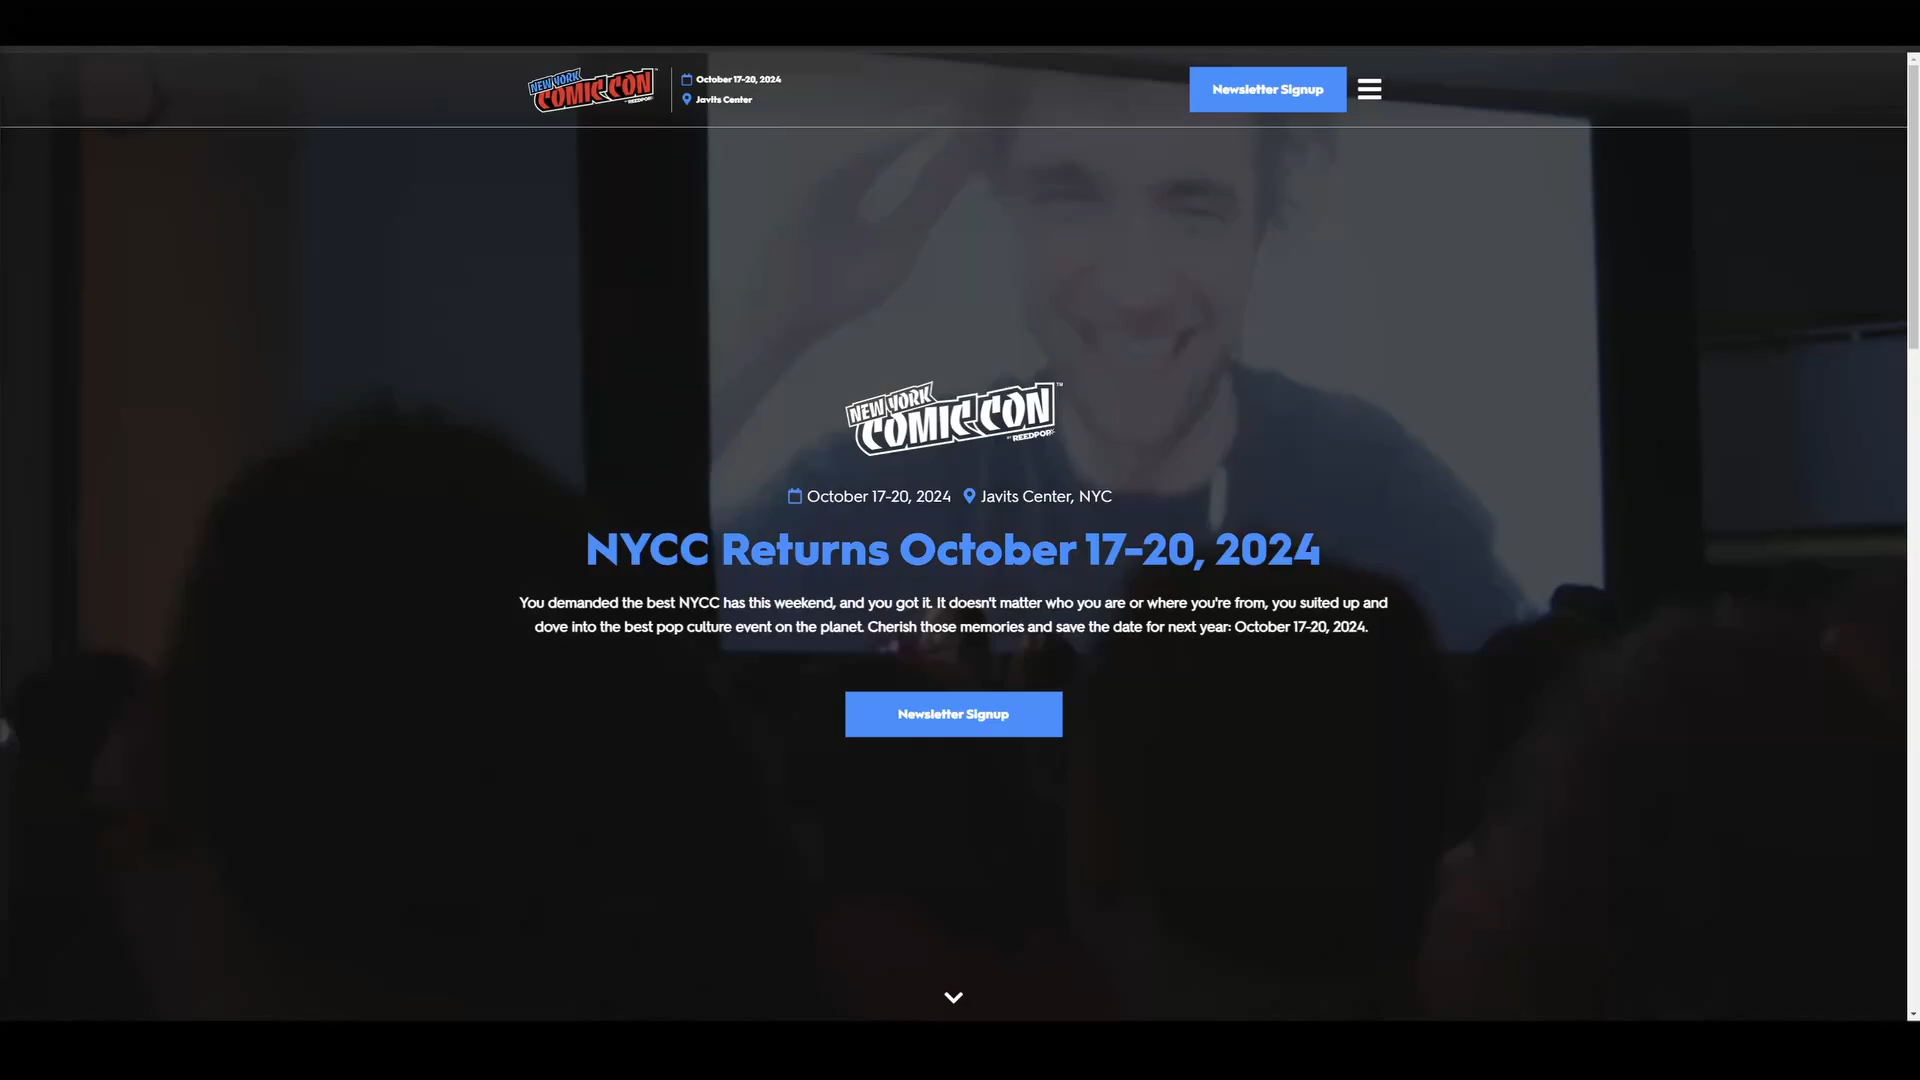 NEW YORK
COMIC CON
BY REEDPOP
October 17-20, 2024
Javits Center
Newsletter Signup
NEW YORK
COMIC CON™
BY REEDPOP
October 17-20, 2024 Javits Center, NYC
NYCC Returns October 17-20, 2024
You demanded the best NYCC has this weekend, and you got it. It doesn't matter who you are or where you're from, you suited up and
dove into the best pop culture event on the planet. Cherish those memories and save the date for next year: October 17-20, 2024.
Newsletter Signup